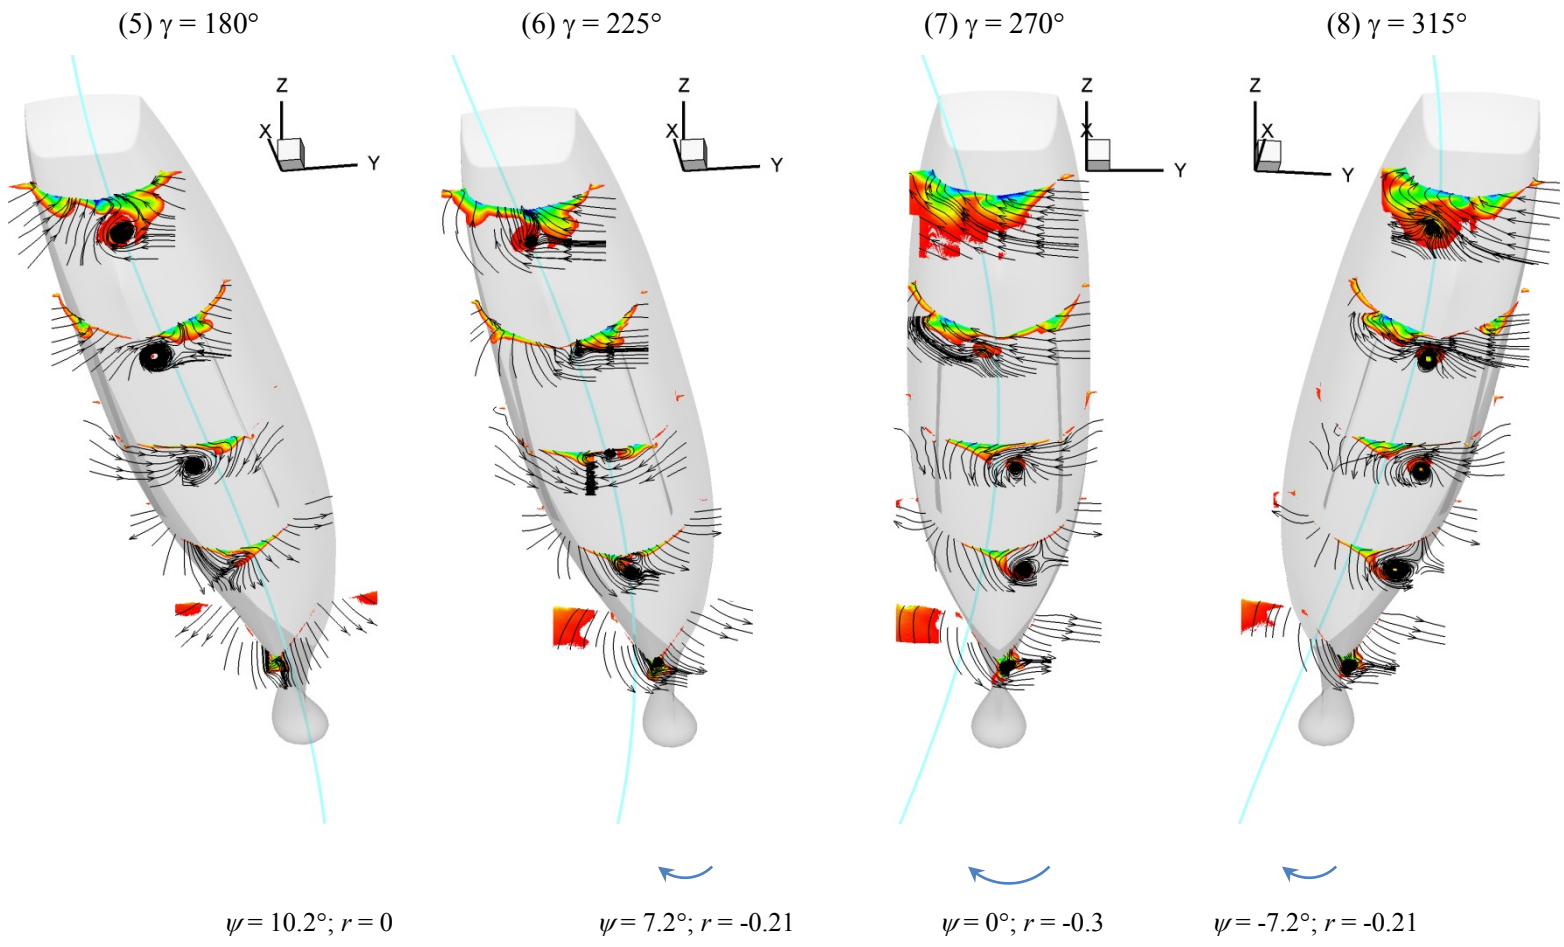 (5) γ = 180° (6) γ = 225° (7) γ = 270° (8) γ = 315°
Z Z Z Z
X X X X
Y Y Y Y
ψ = 10.2°; r = 0 ψ = 7.2°; r = -0.21 ψ = 0°; r = -0.3 ψ = -7.2°; r = -0.21